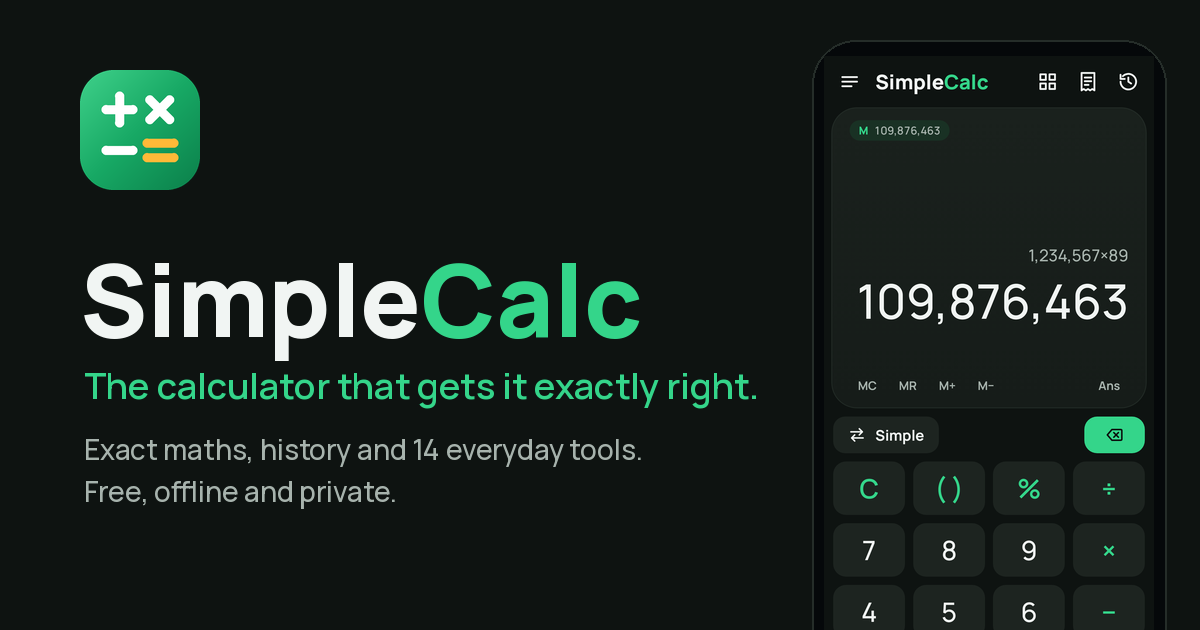 SimpleCalc
The calculator that gets it exactly right.
Exact maths, history and 14 everyday tools.
Free, offline and private.
SimpleCalc
M 109,876,463
1,234,567×89
109,876,463
MC MR M+ M− Ans
Simple
C ( ) % ÷
7 8 9 ×
4 5 6 −